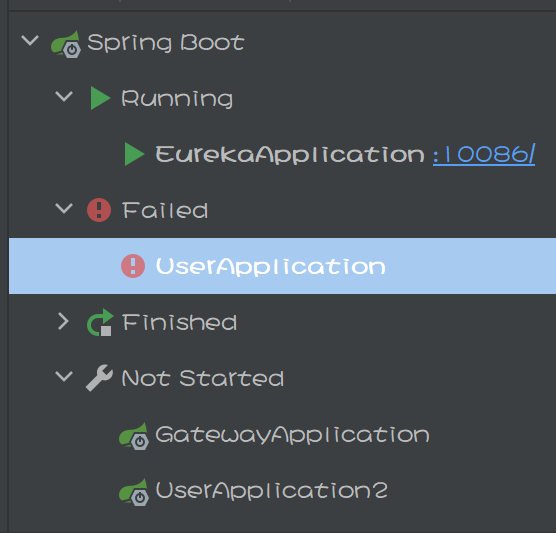 Spring Boot
Running
EurekaApplication :10086/
Failed
UserApplication
Finished
Not Started
GatewayApplication
UserApplication2